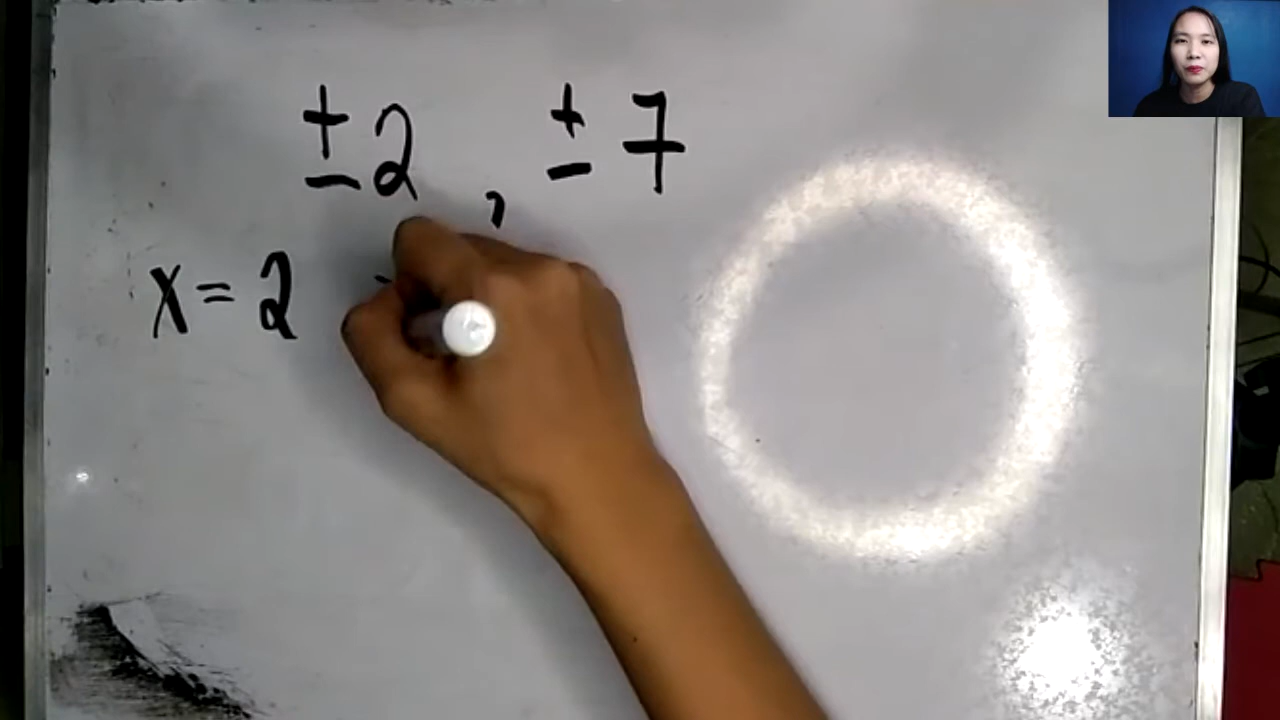 ± 2 , ± 7
x = 2